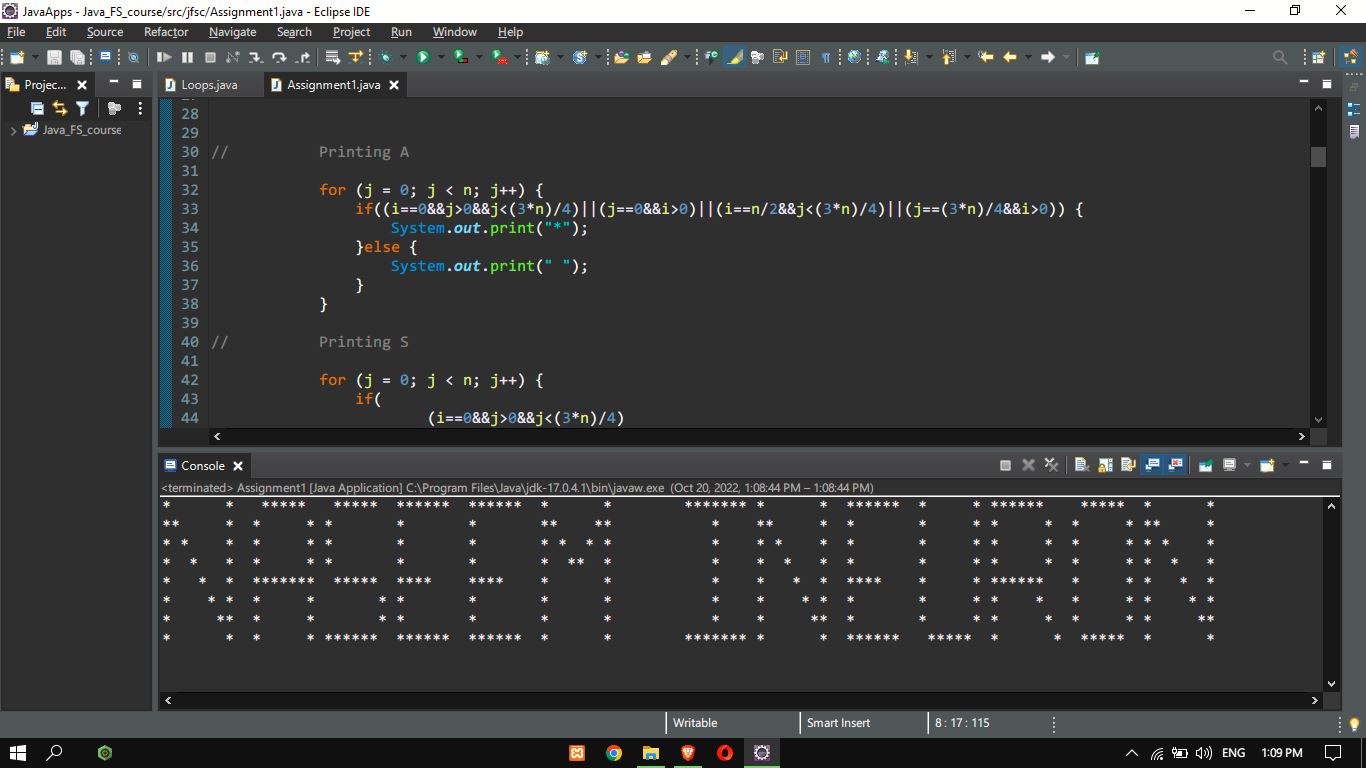 JavaApps - Java_FS_course/src/jfsc/Assignment1.java - Eclipse IDE
File Edit Source Refactor Navigate Search Project Run Window Help
Projec...
Loops.java
Assignment1.java
Java_FS_course
28
29
30 // Printing A
31
32 for (j = 0; j < n; j++) {
33 if((i==0&&j>0&&j<(3*n)/4)||(j==0&&i>0)||(i==n/2&&j<(3*n)/4)||(j==(3*n)/4&&i>0)) {
34 System.out.print("*");
35 }else {
36 System.out.print(" ");
37 }
38 }
39
40 // Printing S
41
42 for (j = 0; j < n; j++) {
43 if(
44 (i==0&&j>0&&j<(3*n)/4)
Console
<terminated> Assignment1 [Java Application] C:\Program Files\Java\jdk-17.0.4.1\bin\javaw.exe (Oct 20, 2022, 1:08:44 PM – 1:08:44 PM)
*      *   *****   *****  ******  ****** *      *        ******* *      *  ******  *     * ******    *****  *      *
**     *  *     * *       *       *       **    **           *    **     *  *       *     * *     *  *     * **     *
* *    *  *     * *       *       *       * *  * *           *    * *    *  *       *     * *     *  *     * * *    *
*  *   *  *     * *       *       *       *  **  *           *    *  *   *  *       *     * *     *  *     * *  *   *
*   *  *  *******  *****  ****    ****    *      *           *    *   *  *  ****    *     * ******   *     * *   *  *
*    * *  *     *       * *       *       *      *           *    *    * *  *       *     * *    *   *     * *    * *
*     **  *     *       * *       *       *      *           *    *     **  *       *     * *     *  *     * *     **
*      *  *     * ******  ******  ******  *      *        ******* *      *  ******   *****  *      *  *****  *      *
Writable Smart Insert 8 : 17 : 115
ENG 1:09 PM